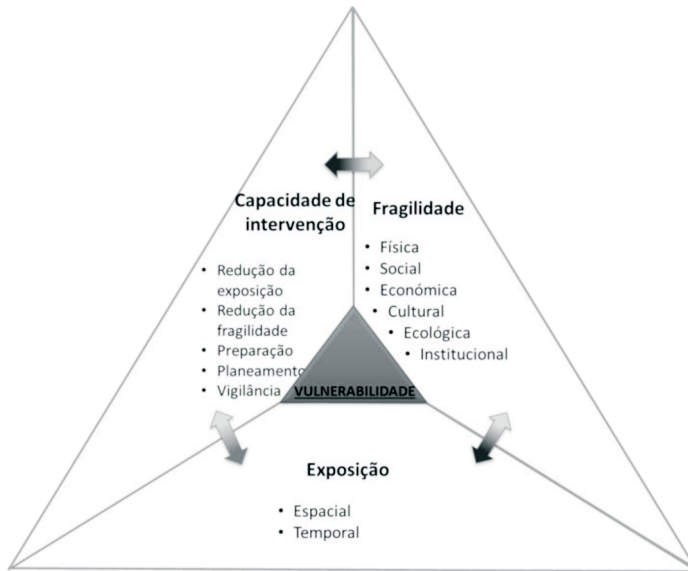 Capacidade de
intervenção
• Redução da
exposição
• Redução da
fragilidade
• Preparação
• Planeamento
• Vigilância
Fragilidade
• Física
• Social
• Económica
• Cultural
• Ecológica
• Institucional
VULNERABILIDADE
Exposição
• Espacial
• Temporal